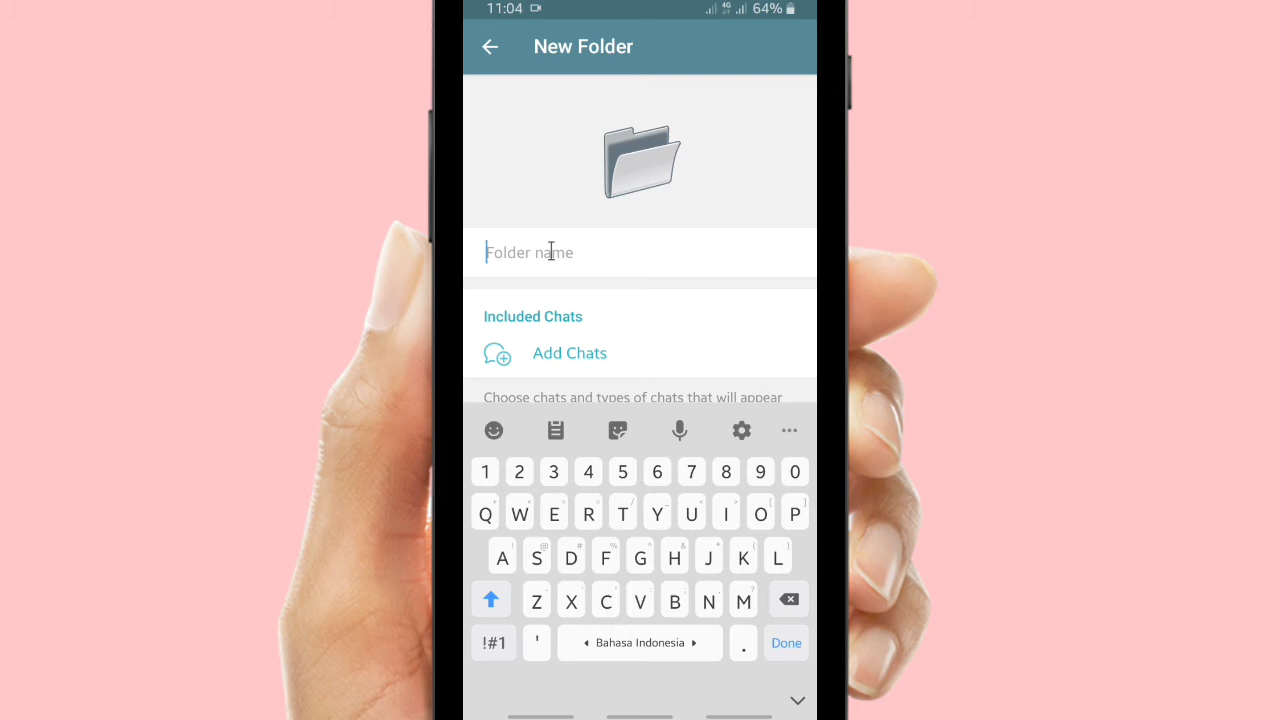 11:04 4G 64%
New Folder
Folder name
Included Chats
Add Chats
Choose chats and types of chats that will appear
1 2 3 4 5 6 7 8 9 0
Q W E R T Y U I O P
A S D F G H J K L
Z X C V B N M
!#1 ' Bahasa Indonesia . Done